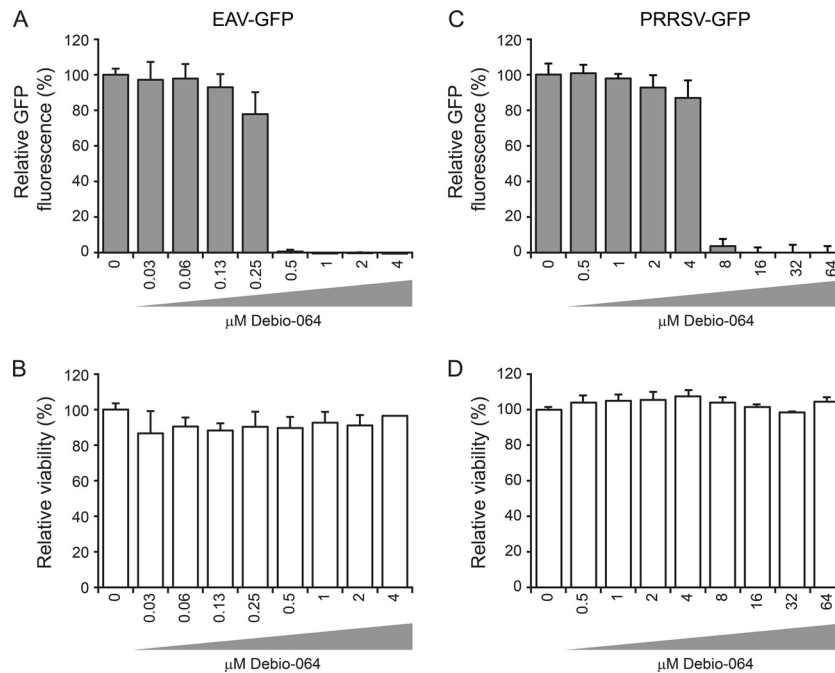 A
EAV-GFP
Relative GFP
fluorescence (%)
120
100
80
60
40
20
0
0 0.03 0.06 0.13 0.25 0.5 1 2 4
µM Debio-064
C
PRRSV-GFP
Relative GFP
fluorescence (%)
120
100
80
60
40
20
0
0 0.5 1 2 4 8 16 32 64
µM Debio-064
B
Relative viability (%)
120
100
80
60
40
20
0
0 0.03 0.06 0.13 0.25 0.5 1 2 4
µM Debio-064
D
Relative viability (%)
120
100
80
60
40
20
0
0 0.5 1 2 4 8 16 32 64
µM Debio-064